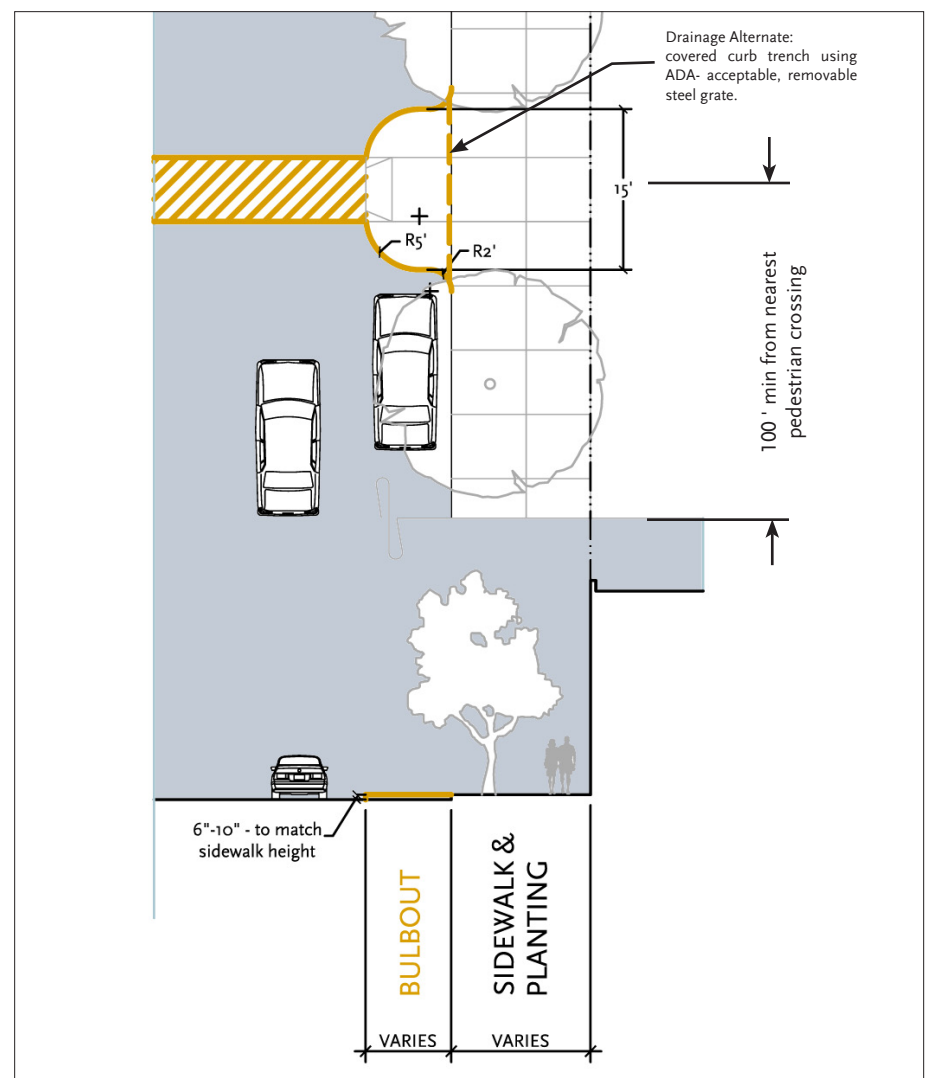 Drainage Alternate:
covered curb trench using
ADA- acceptable, removable
steel grate.
15'
R5'
R2'
100 ' min from nearest
pedestrian crossing
6"-10" - to match
sidewalk height
BULBOUT
SIDEWALK &
PLANTING
VARIES
VARIES